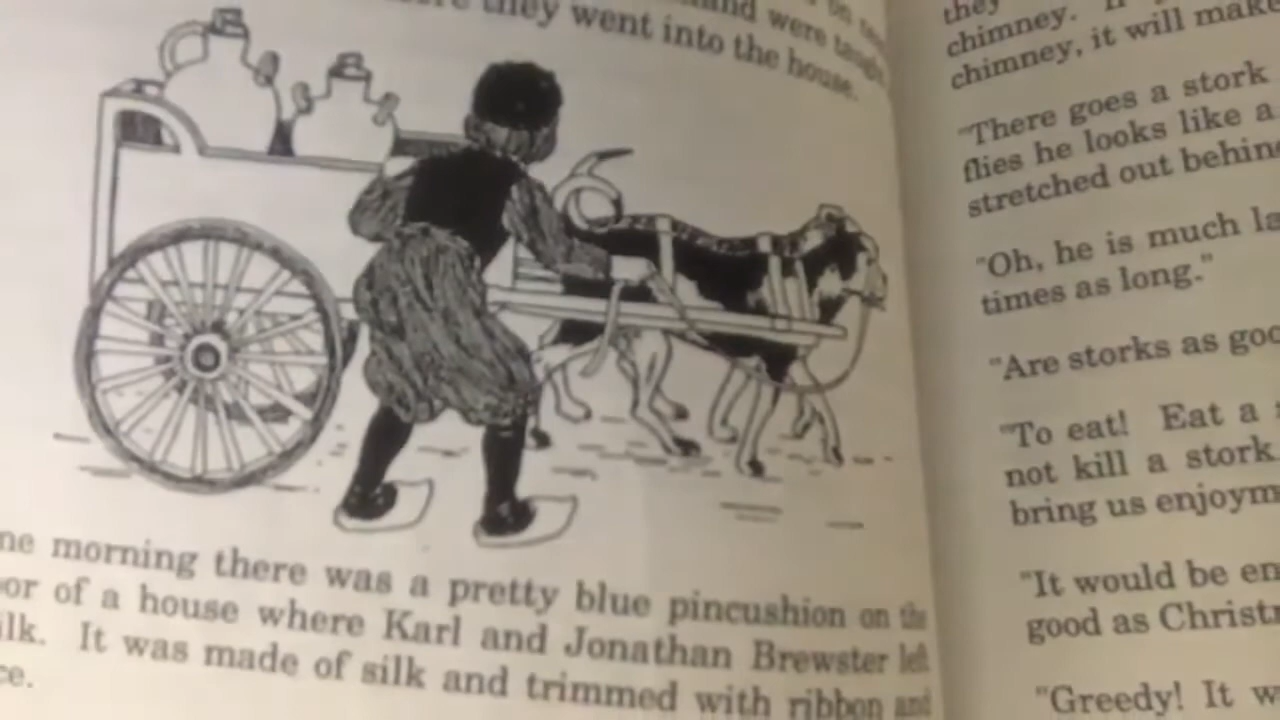 they went into the house.
ne morning there was a pretty blue pincushion on the
or of a house where Karl and Jonathan Brewster left
ilk. It was made of silk and trimmed with ribbon and
ce.
they
chimney.
chimney, it will make
"There goes a stork
flies he looks like a
stretched out behin
"Oh, he is much la
times as long."
"Are storks as goo
"To eat! Eat a
not kill a stork
bring us enjoym
"It would be en
good as Christ
"Greedy! It w